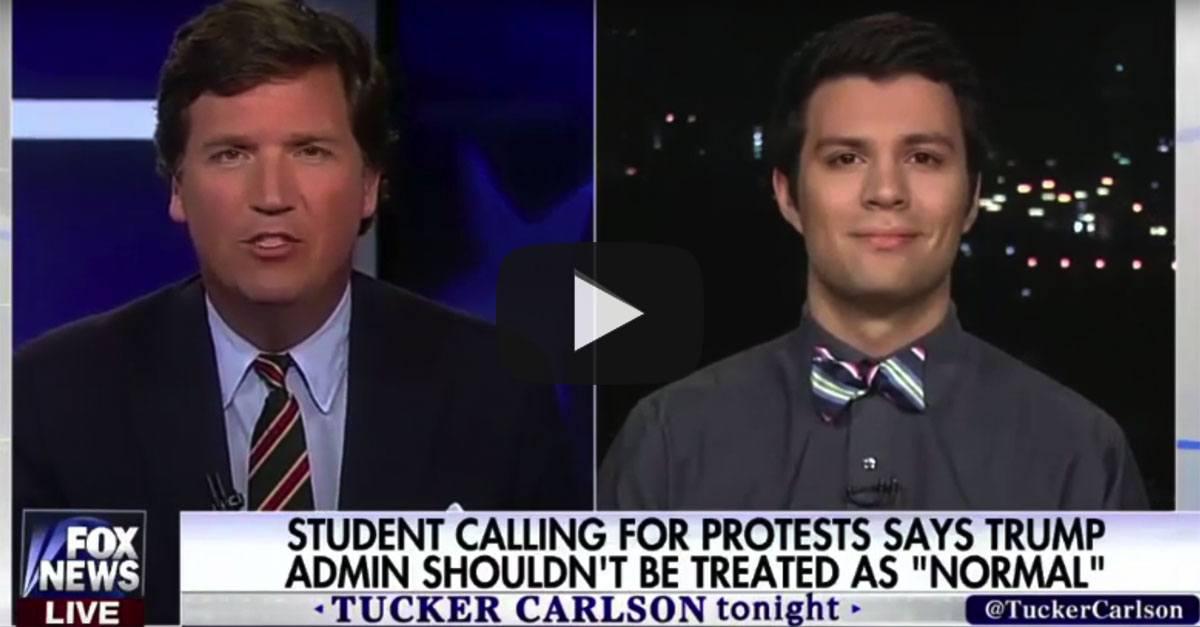 STUDENT CALLING FOR PROTESTS SAYS TRUMP
ADMIN SHOULDN'T BE TREATED AS "NORMAL"
FOX
NEWS
LIVE
TUCKER CARLSON tonight
@TuckerCarlson